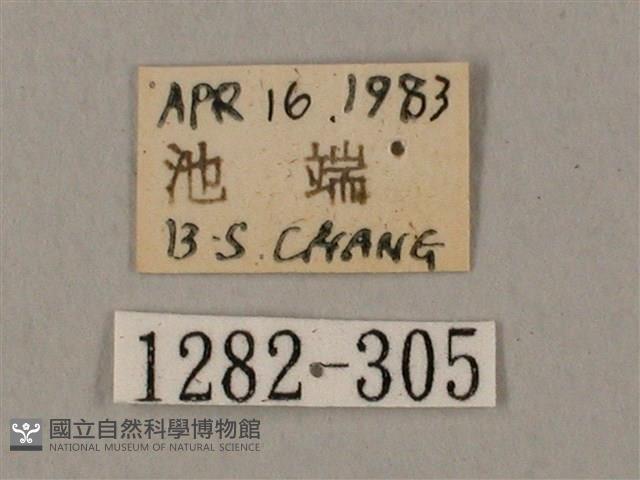 APR 16. 1983
池 端
B-S. CHANG
1282-305
國立自然科學博物館
NATIONAL MUSEUM OF NATURAL SCIENCE